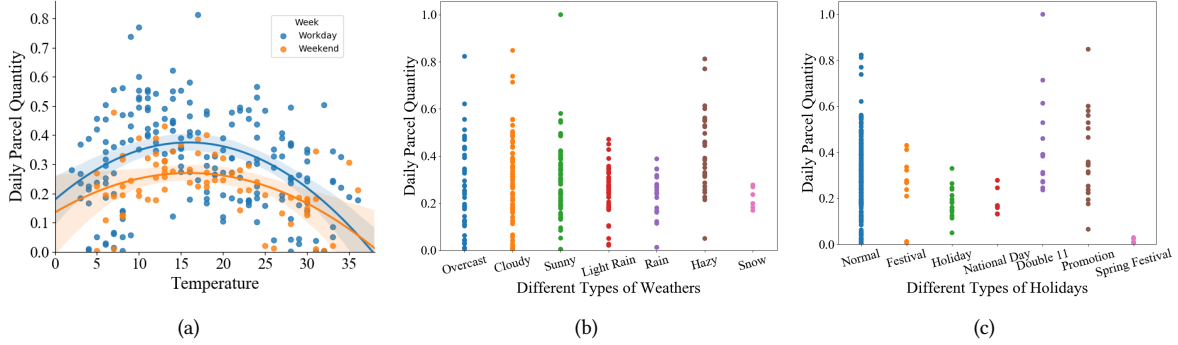 0.8
0.7
0.6
0.5
0.4
0.3
0.2
0.1
0.0
0
5
10
15
20
25
30
35
Daily Parcel Quantity
Temperature
Week
Workday
Weekend
(a)
1.0
0.8
0.6
0.4
0.2
0.0
Daily Parcel Quantity
Overcast
Cloudy
Sunny
Light Rain
Rain
Hazy
Snow
Different Types of Weathers
(b)
1.0
0.8
0.6
0.4
0.2
0.0
Daily Parcel Quantity
Normal
Festival
Holiday
National Day
Double 11
Promotion
Spring Festival
Different Types of Holidays
(c)